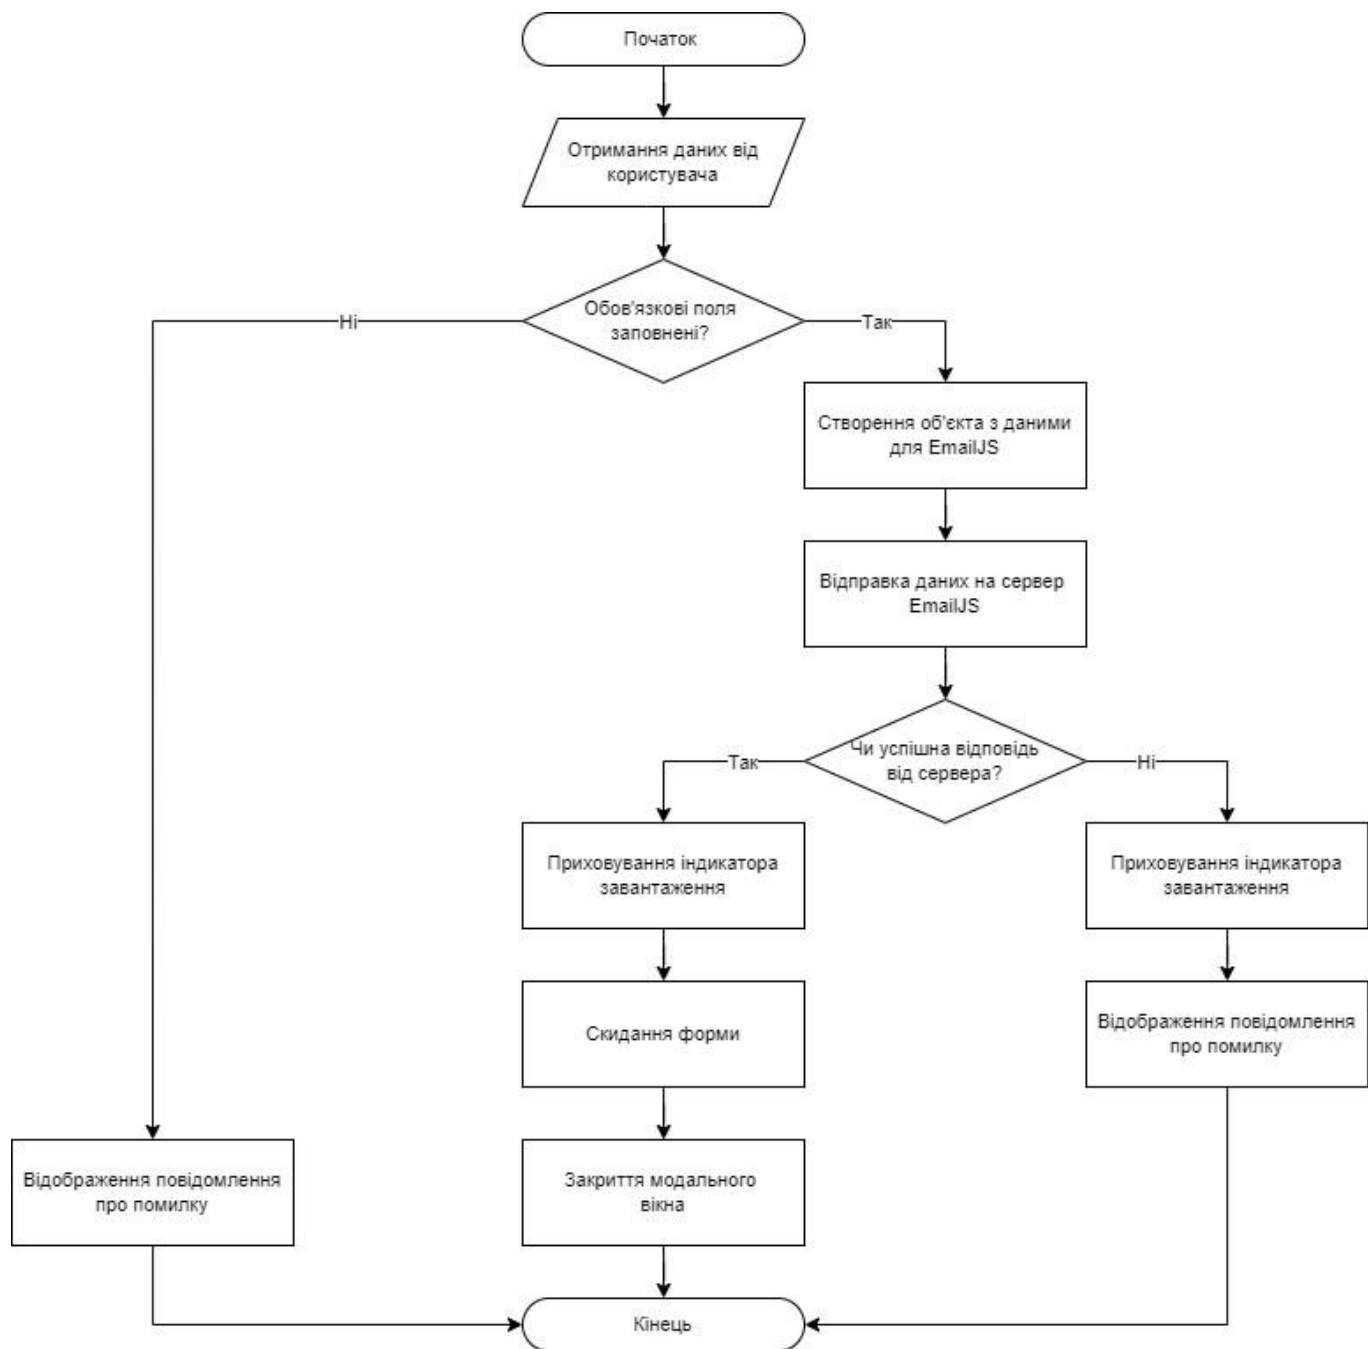 Початок
Отримання даних від
користувача
Обов'язкові поля
заповнені?
Ні
Так
Створення об'єкта з даними
для EmailJS
Відправка даних на сервер
EmailJS
Чи успішна відповідь
від сервера?
Так
Ні
Приховування індикатора
завантаження
Приховування індикатора
завантаження
Скидання форми
Відображення повідомлення
про помилку
Відображення повідомлення
про помилку
Закриття модального
вікна
Кінець